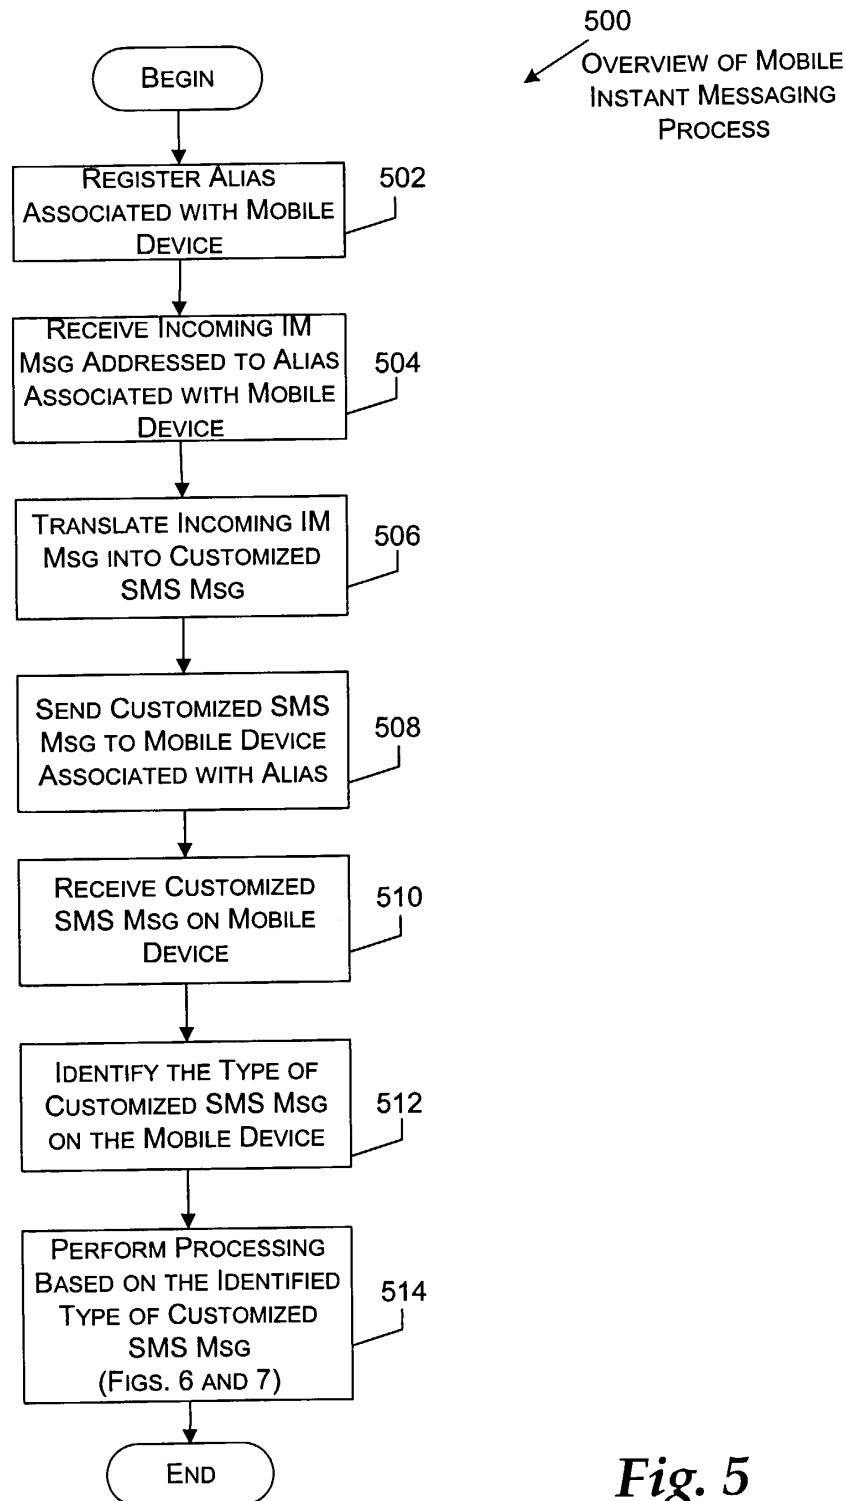 500
OVERVIEW OF MOBILE
INSTANT MESSAGING
PROCESS
BEGIN
REGISTER ALIAS
ASSOCIATED WITH MOBILE
DEVICE
502
RECEIVE INCOMING IM
MSG ADDRESSED TO ALIAS
ASSOCIATED WITH MOBILE
DEVICE
504
TRANSLATE INCOMING IM
MSG INTO CUSTOMIZED
SMS MSG
506
SEND CUSTOMIZED SMS
MSG TO MOBILE DEVICE
ASSOCIATED WITH ALIAS
508
RECEIVE CUSTOMIZED
SMS MSG ON MOBILE
DEVICE
510
IDENTIFY THE TYPE OF
CUSTOMIZED SMS MSG
ON THE MOBILE DEVICE
512
PERFORM PROCESSING
BASED ON THE IDENTIFIED
TYPE OF CUSTOMIZED
SMS MSG
(FIGS. 6 AND 7)
514
END
Fig. 5